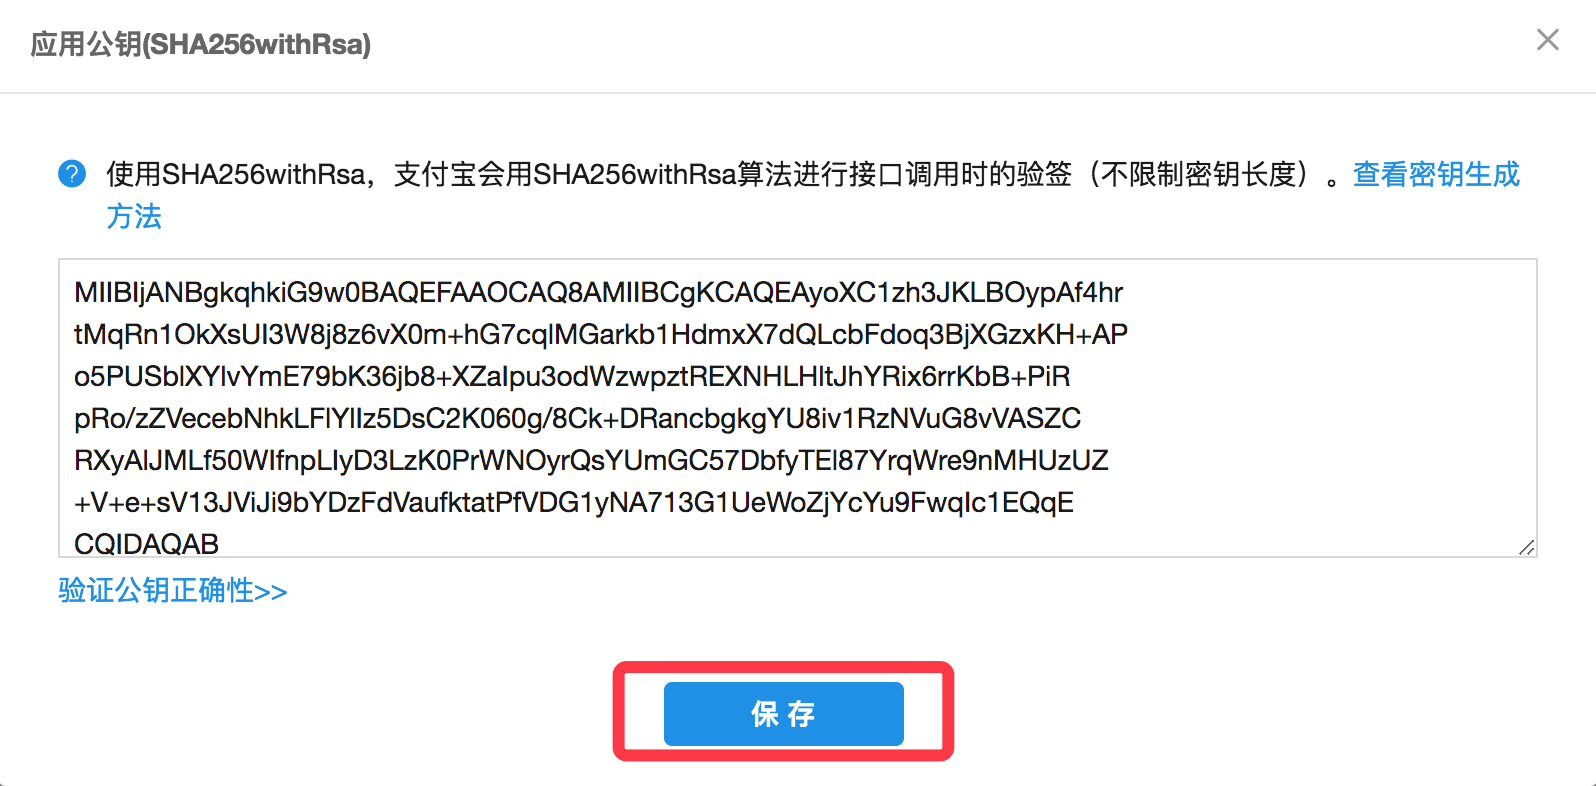 应用公钥(SHA256withRsa)
使用SHA256withRsa，支付宝会用SHA256withRsa算法进行接口调用时的验签（不限制密钥长度）。查看密钥生成
方法
MIIBIjANBgkqhkiG9w0BAQEFAAOCAQ8AMIIBCgKCAQEAyoXC1zh3JKLBOypAf4hr
tMqRn1OkXsUI3W8j8z6vX0m+hG7cqlMGarkb1HdmxX7dQLcbFdoq3BjXGzxKH+AP
o5PUSblXYlvYmE79bK36jb8+XZaIpu3odWzwpztREXNHLHltJhYRix6rrKbB+PiR
pRo/zZVecebNhkLFlYlIz5DsC2K060g/8Ck+DRancbgkgYU8iv1RzNVuG8vVASZC
RXyAlJMLf50WIfnpLIyD3LzK0PrWNOyrQsYUmGC57DbfyTEl87YrqWre9nMHUzUZ
+V+e+sV13JViJi9bYDzFdVaufktatPfVDG1yNA713G1UeWoZjYcYu9FwqIc1EQqE
CQIDAQAB
验证公钥正确性>>
保 存